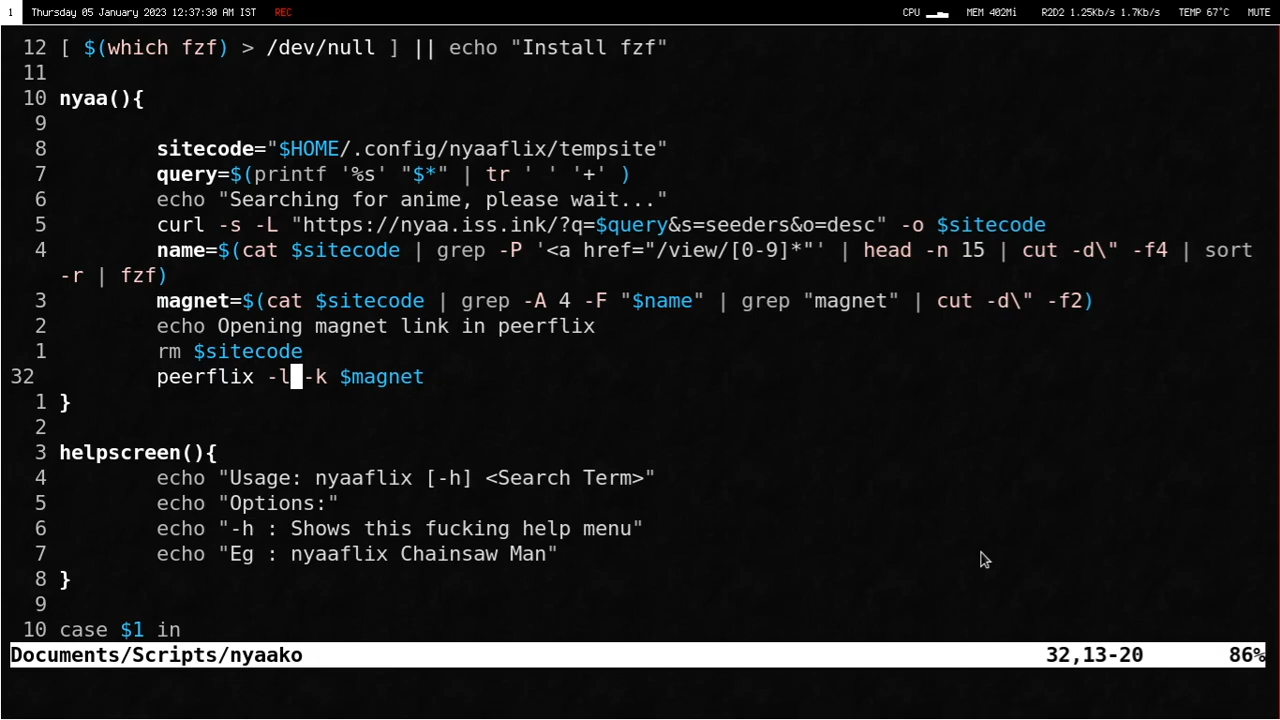 1 Thursday 05 January 2023 12:37:30 AM IST REC CPU MEM 402Mi R2D2 1.25Kb/s 1.7Kb/s TEMP 67°C MUTE
12 [ $(which fzf) > /dev/null ] || echo "Install fzf"
11
10 nyaa(){
9
8 sitecode="$HOME/.config/nyaaflix/tempsite"
7 query=$(printf '%s' "$*" | tr ' ' '+' )
6 echo "Searching for anime, please wait..."
5 curl -s -L "https://nyaa.iss.ink/?q=$query&s=seeders&o=desc" -o $sitecode
4 name=$(cat $sitecode | grep -P '<a href="/view/[0-9]*"' | head -n 15 | cut -d\" -f4 | sort
-r | fzf)
3 magnet=$(cat $sitecode | grep -A 4 -F "$name" | grep "magnet" | cut -d\" -f2)
2 echo Opening magnet link in peerflix
1 rm $sitecode
32 peerflix -l -k $magnet
1 }
2
3 helpscreen(){
4 echo "Usage: nyaaflix [-h] <Search Term>"
5 echo "Options:"
6 echo "-h : Shows this fucking help menu"
7 echo "Eg : nyaaflix Chainsaw Man"
8 }
9
10 case $1 in
Documents/Scripts/nyaako 32,13-20 86%